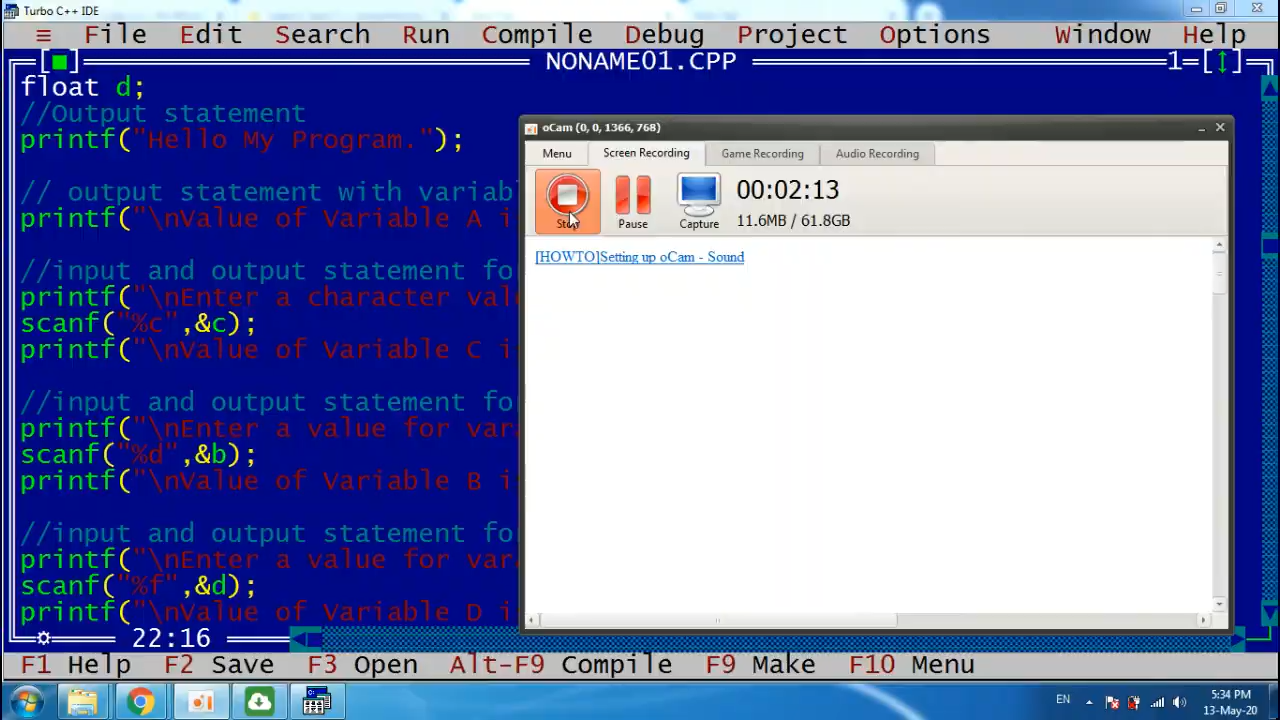 Turbo C++ IDE
≡ File Edit Search Run Compile Debug Project Options Window Help
[■] NONAME01.CPP 1=[↕]
float d;
//Output statement
printf("Hello My Program.");
// output statement with variab
printf("\nValue of Variable A i
//input and output statement fo
printf("\nEnter a character val
scanf("%c",&c);
printf("\nValue of Variable C i
//input and output statement fo
printf("\nEnter a value for var
scanf("%d",&b);
printf("\nValue of Variable B i
//input and output statement fo
printf("\nEnter a value for var
scanf("%f",&d);
printf("\nValue of Variable D i
22:16
F1 Help F2 Save F3 Open Alt-F9 Compile F9 Make F10 Menu
oCam (0, 0, 1366, 768)
Menu Screen Recording Game Recording Audio Recording
Stop Pause Capture
00:02:13
11.6MB / 61.8GB
[HOWTO]Setting up oCam - Sound
EN
5:34 PM
13-May-20